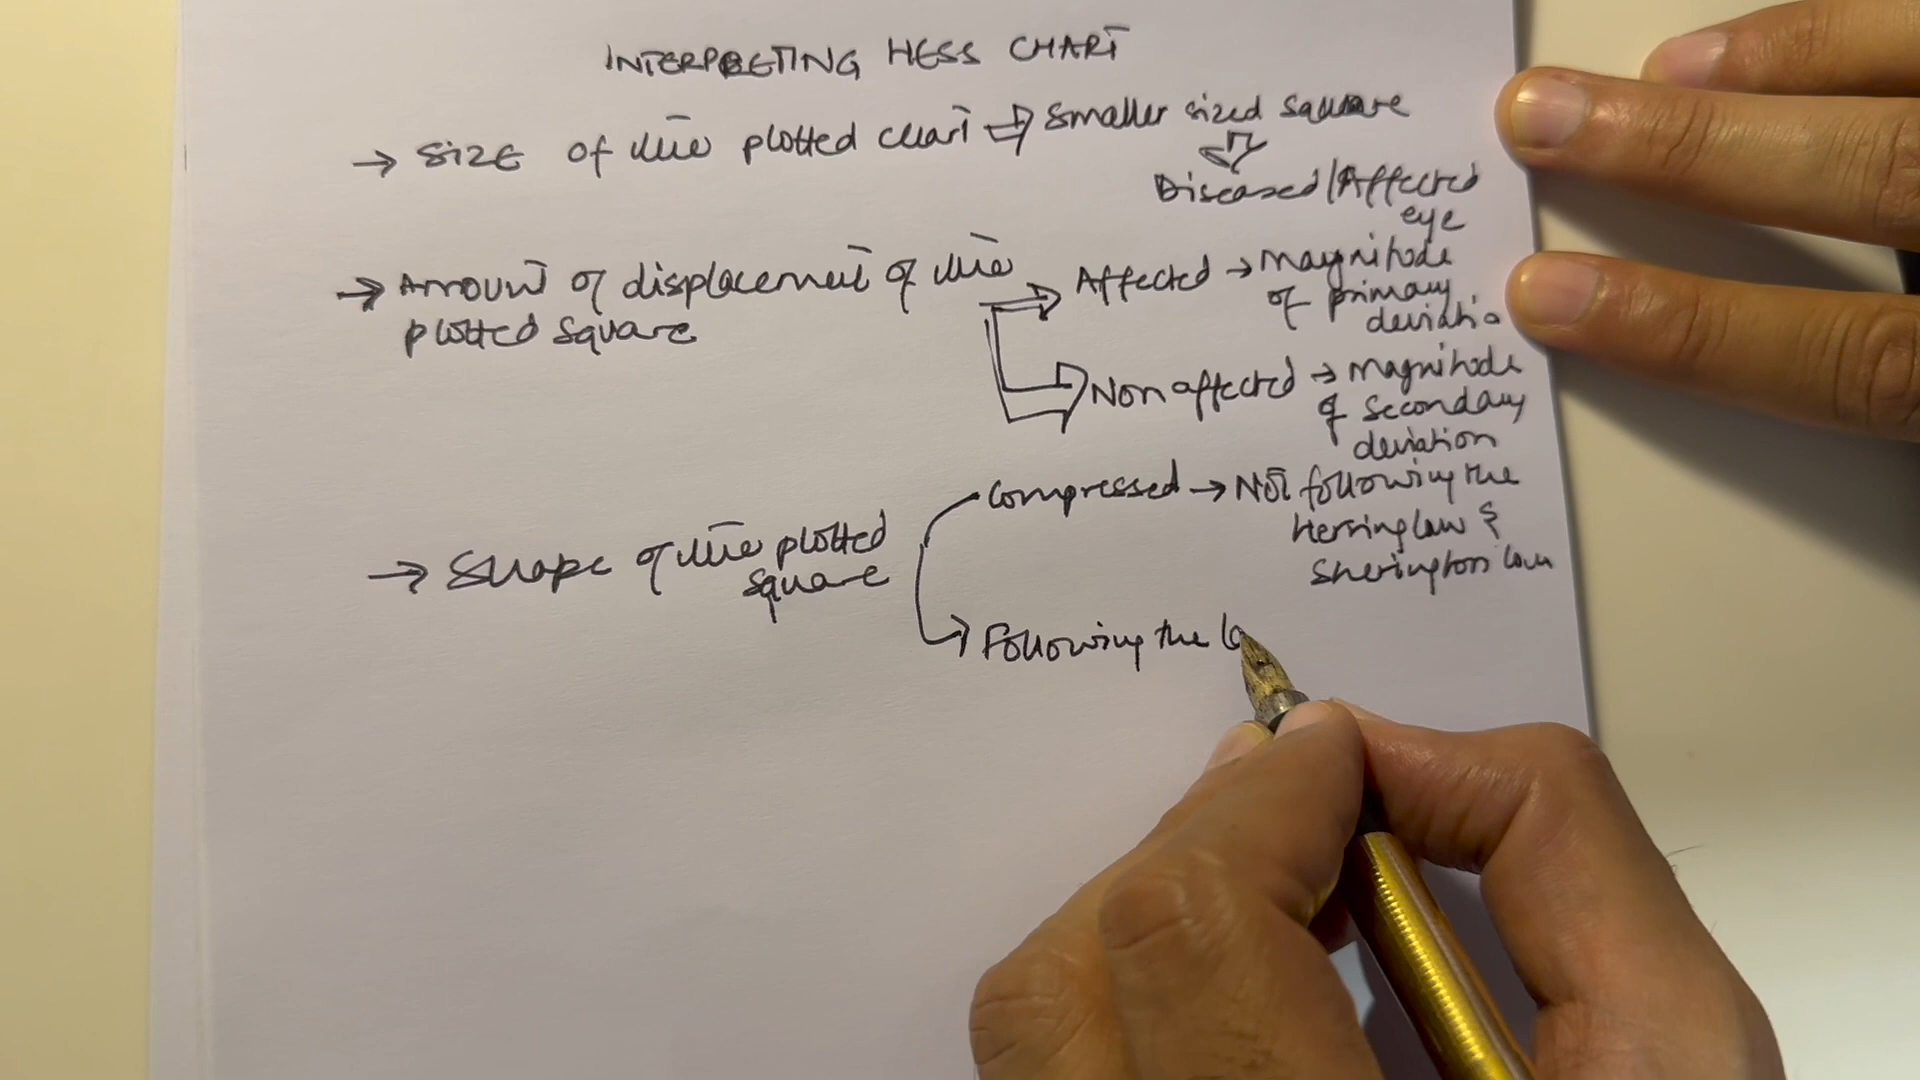 INTERPRETING HESS CHART
→ SIZE of the plotted chart ⇒ Smaller sized square
Diseased/Affected
eye
→ Amount of displacement of the
plotted square
Affected → Magnitude
of primary
deviatio
Non affected → Magnitude
of secondary
deviation
→ Shape of the plotted
square
Compressed → Not following the
Herring law &
Sherington law
Following the